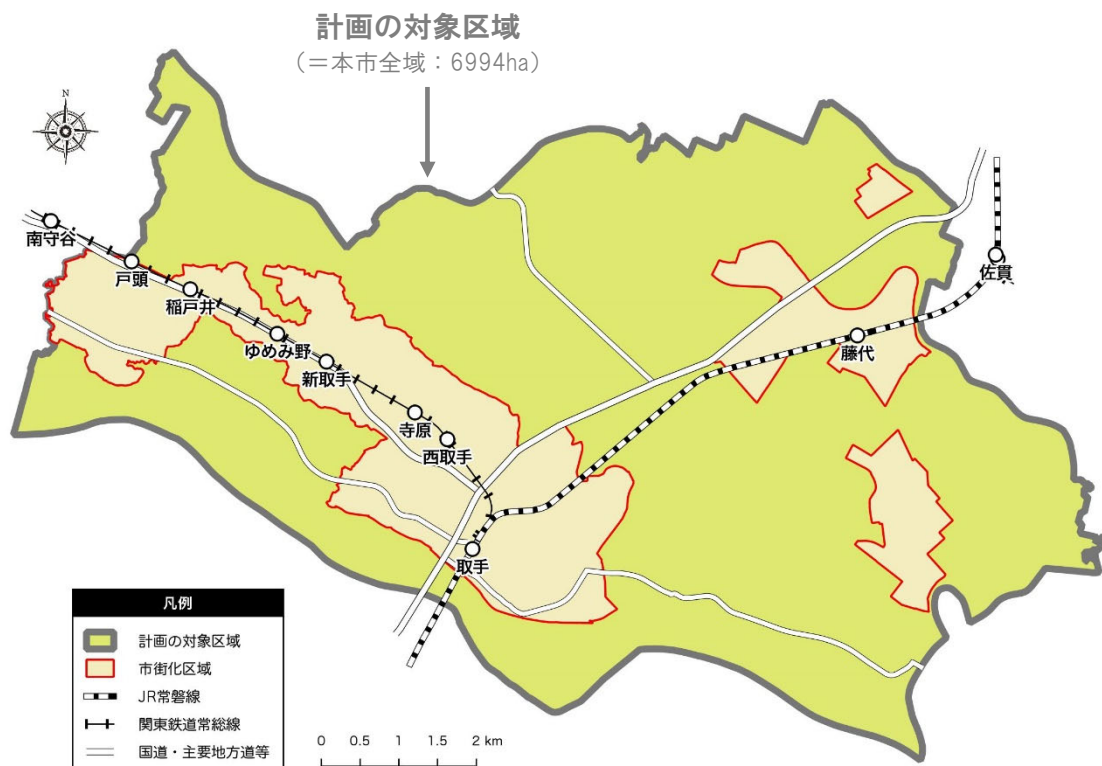 計画の対象区域
（＝本市全域：6994ha）
N
南守谷
戸頭
稲戸井
ゆめみ野
新取手
寺原
西取手
取手
藤代
佐貫
凡例
計画の対象区域
市街化区域
JR常磐線
関東鉄道常総線
国道・主要地方道等
0 0.5 1 1.5 2 km